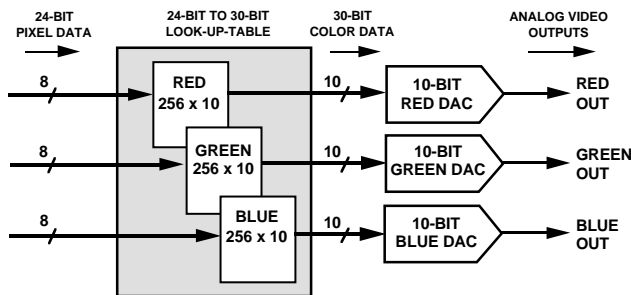 24-BIT
PIXEL DATA
24-BIT TO 30-BIT
LOOK-UP-TABLE
30-BIT
COLOR DATA
ANALOG VIDEO
OUTPUTS
8
RED
256 x 10
10
10-BIT
RED DAC
RED
OUT
8
GREEN
256 x 10
10
10-BIT
GREEN DAC
GREEN
OUT
8
BLUE
256 x 10
10
10-BIT
BLUE DAC
BLUE
OUT